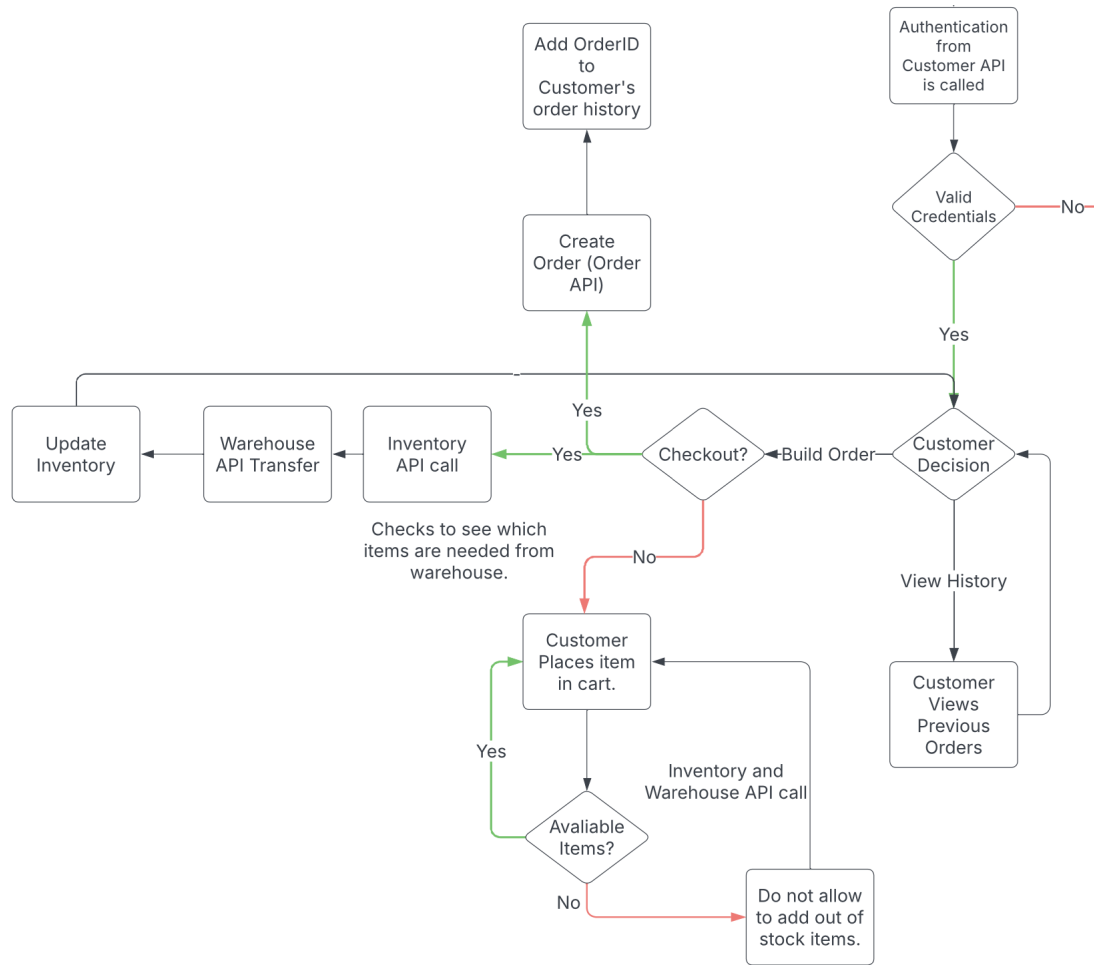 Add OrderID
to
Customer's
order history
Authentication
from
Customer API
is called
Valid
Credentials
No
Create
Order (Order
API)
Yes
Yes
Update
Inventory
Warehouse
API Transfer
Inventory
API call
Yes
Checkout?
Build Order
Customer
Decision
Checks to see which
items are needed from
warehouse.
No
View History
Customer
Places item
in cart.
Customer
Views
Previous
Orders
Yes
Inventory and
Warehouse API call
Avaliable
Items?
No
Do not allow
to add out of
stock items.